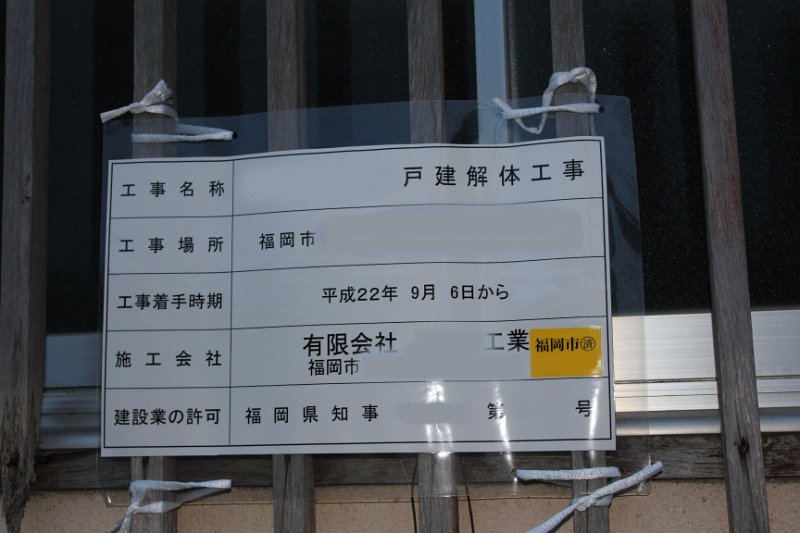 工事名称 戸建解体工事
工事場所 福岡市
工事着手時期 平成22年 9月 6日から
施工会社 有限会社 工業
福岡市
福岡市㊮
建設業の許可 福岡県知事 第 号